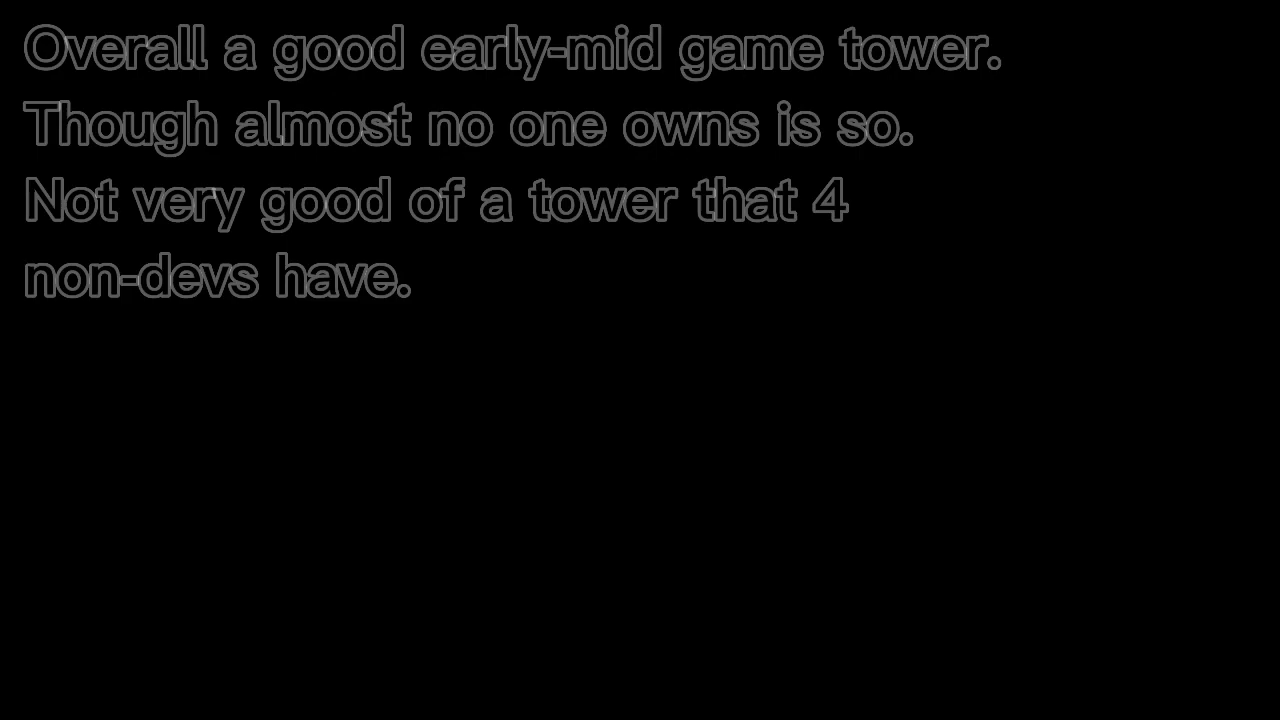 Overall a good early-mid game tower.
Though almost no one owns is so.
Not very good of a tower that 4
non-devs have.